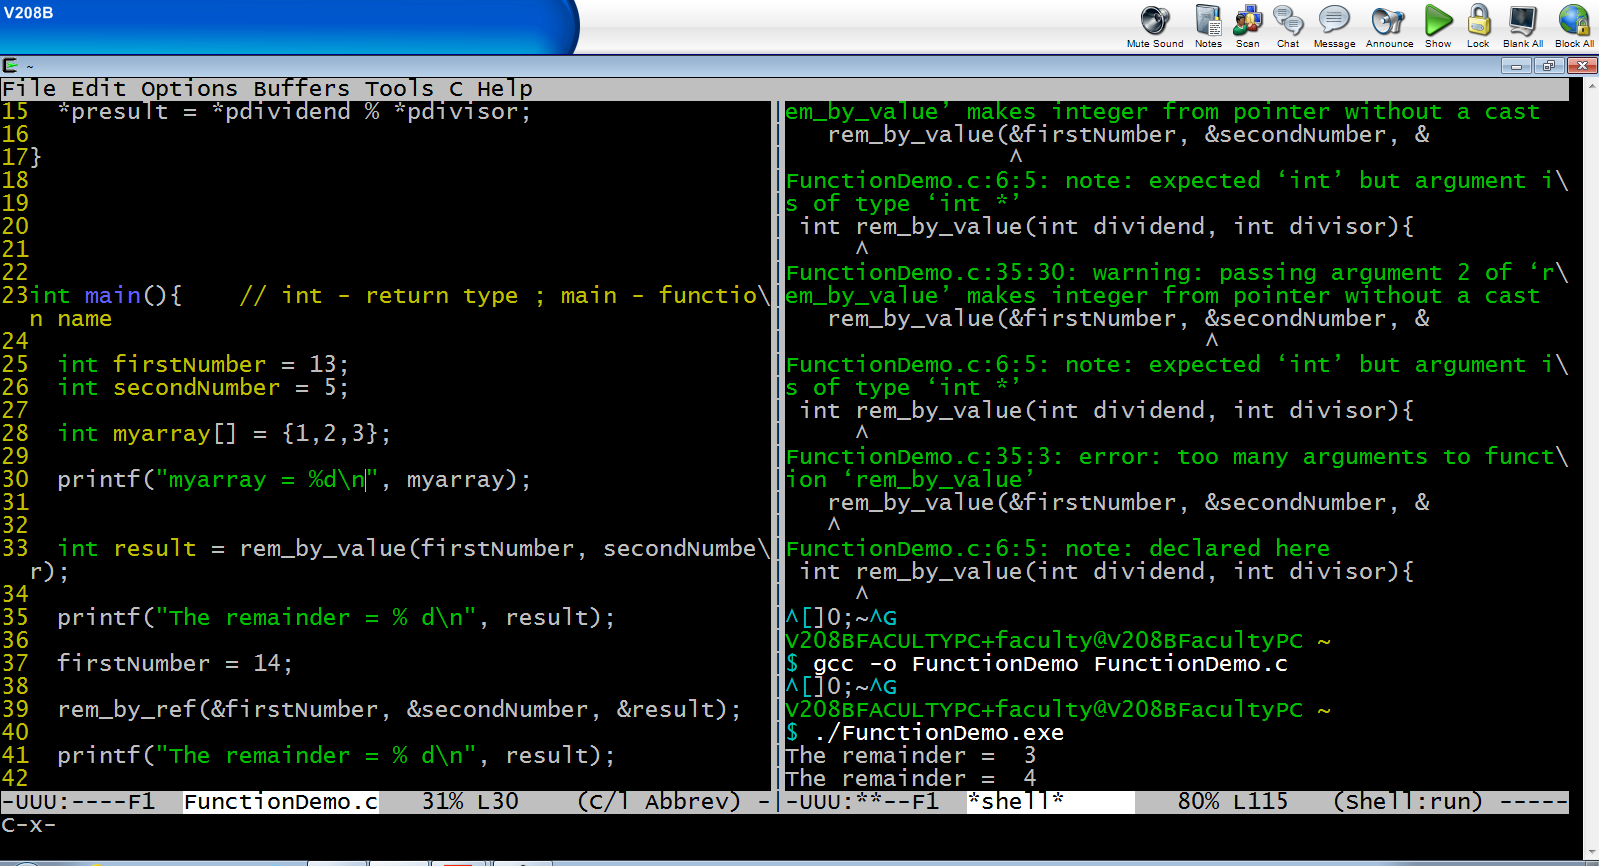 V208B
Mute Sound Notes Scan Chat Message Announce Show Lock Blank All Block All
~
File Edit Options Buffers Tools C Help
15 *presult = *pdividend % *pdivisor;
16
17}
18
19
20
21
22
23int main(){ // int - return type ; main - functio\
n name
24
25 int firstNumber = 13;
26 int secondNumber = 5;
27
28 int myarray[] = {1,2,3};
29
30 printf("myarray = %d\n", myarray);
31
32
33 int result = rem_by_value(firstNumber, secondNumbe\
r);
34
35 printf("The remainder = % d\n", result);
36
37 firstNumber = 14;
38
39 rem_by_ref(&firstNumber, &secondNumber, &result);
40
41 printf("The remainder = % d\n", result);
42
-UUU:----F1 FunctionDemo.c 31% L30 (C/l Abbrev) -
em_by_value’ makes integer from pointer without a cast
rem_by_value(&firstNumber, &secondNumber, &
^
FunctionDemo.c:6:5: note: expected ‘int’ but argument i\
s of type ‘int *’
int rem_by_value(int dividend, int divisor){
^
FunctionDemo.c:35:30: warning: passing argument 2 of ‘r\
em_by_value’ makes integer from pointer without a cast
rem_by_value(&firstNumber, &secondNumber, &
^
FunctionDemo.c:6:5: note: expected ‘int’ but argument i\
s of type ‘int *’
int rem_by_value(int dividend, int divisor){
^
FunctionDemo.c:35:3: error: too many arguments to funct\
ion ‘rem_by_value’
rem_by_value(&firstNumber, &secondNumber, &
^
FunctionDemo.c:6:5: note: declared here
int rem_by_value(int dividend, int divisor){
^
^[]0;~^G
V208BFACULTYPC+faculty@V208BFacultyPC ~
$ gcc -o FunctionDemo FunctionDemo.c
^[]0;~^G
V208BFACULTYPC+faculty@V208BFacultyPC ~
$ ./FunctionDemo.exe
The remainder =  3
The remainder =  4
-UUU:**--F1 *shell* 80% L115 (Shell:run) -----
C-x-